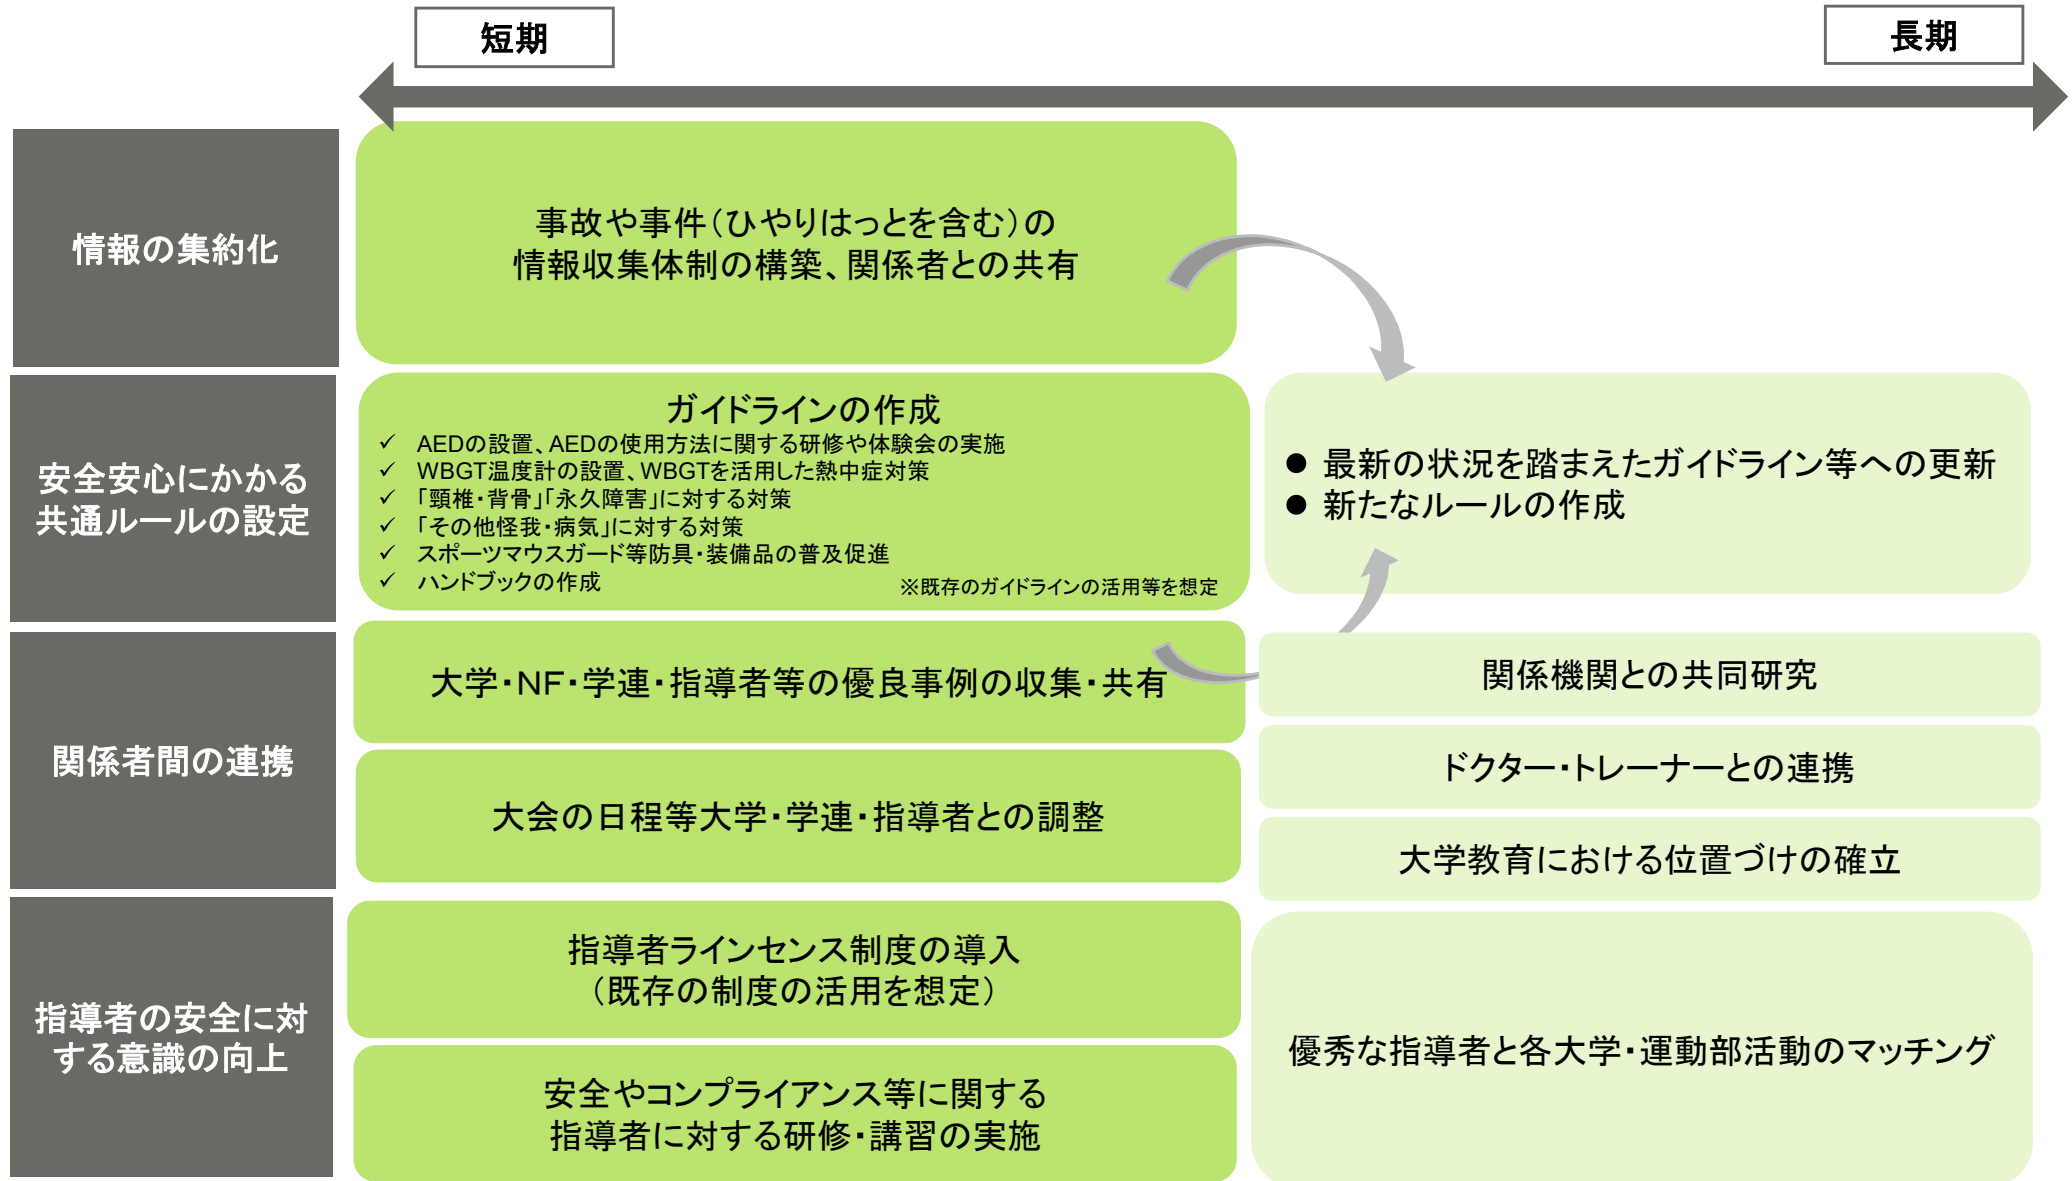 短期
長期
情報の集約化
事故や事件（ひやりはっとを含む）の
情報収集体制の構築、関係者との共有
安全安心にかかる
共通ルールの設定
ガイドラインの作成
✓ AEDの設置、AEDの使用方法に関する研修や体験会の実施
✓ WBGT温度計の設置、WBGTを活用した熱中症対策
✓ 「頸椎・背骨」「永久障害」に対する対策
✓ 「その他怪我・病気」に対する対策
✓ スポーツマウスガード等防具・装備品の普及促進
✓ ハンドブックの作成
※既存のガイドラインの活用等を想定
● 最新の状況を踏まえたガイドライン等への更新
● 新たなルールの作成
関係者間の連携
大学・ＮＦ・学連・指導者等の優良事例の収集・共有
大会の日程等大学・学連・指導者との調整
関係機関との共同研究
ドクター・トレーナーとの連携
大学教育における位置づけの確立
指導者の安全に対
する意識の向上
指導者ラインセンス制度の導入
（既存の制度の活用を想定）
安全やコンプライアンス等に関する
指導者に対する研修・講習の実施
優秀な指導者と各大学・運動部活動のマッチング